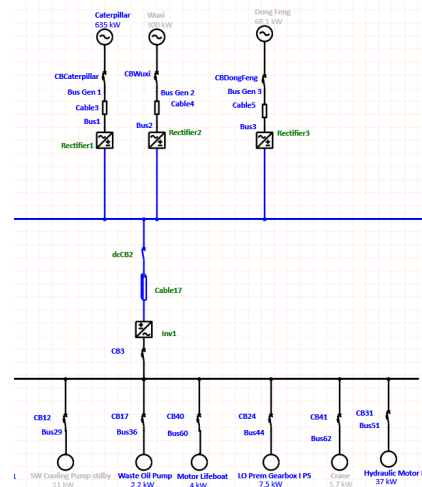 Caterpillar
635 kW
Wuxi
300 kW
Dong Feng
68.1 kW
CBCaterpillar
CBWuxi
CBDongFeng
Bus Gen 1
Bus Gen 2
Bus Gen 3
Cable3
Cable4
Cable5
Bus1
Bus2
Bus3
Rectifier1
Rectifier2
Rectifier3
dcCB2
Cable17
Inv1
CB3
CB12
CB17
CB40
CB24
CB41
CB31
Bus29
Bus36
Bus60
Bus44
Bus62
Bus51
SW Cooling Pump stdby
11 kW
Waste Oil Pump
2.2 kW
Motor Lifeboat
4 kW
LO Prem Gearbox I PS
7.5 kW
Crane
5.7 kW
Hydraulic Motor
37 kW